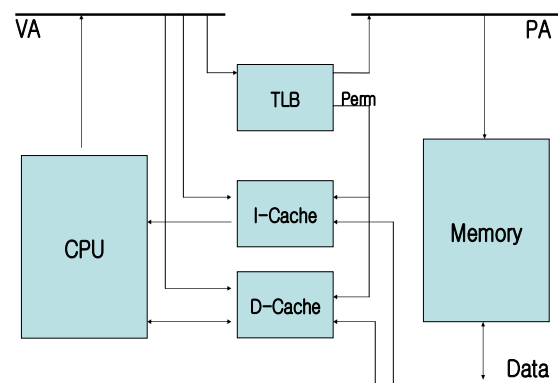 VA
PA
TLB
Perm
I-Cache
CPU
Memory
D-Cache
Data